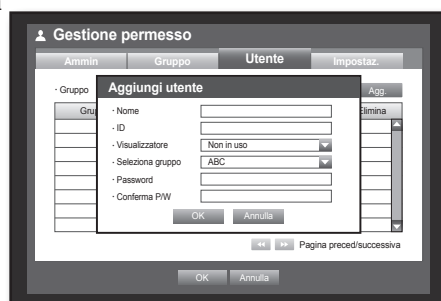 Gestione permesso
Ammin Gruppo Utente Impostaz.
· Gruppo Agg.
Elimina
Aggiungi utente
· Nome
· ID
· Visualizzatore Non in uso
· Seleziona gruppo ABC
· Password
· Conferma P/W
OK Annulla
Pagina preced/successiva
OK Annulla